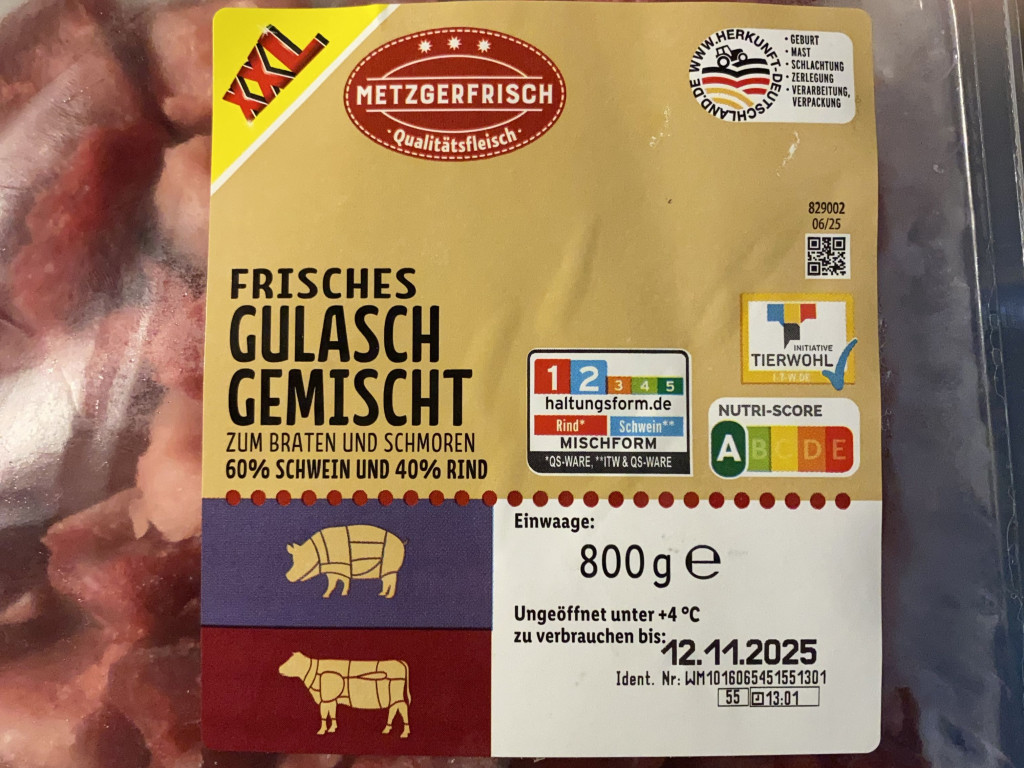 XXL
METZGERFRISCH
Qualitätsfleisch
WWW.HERKUNFT-DEUTSCHLAND.DE
• GEBURT
• MAST
• SCHLACHTUNG
• ZERLEGUNG
• VERARBEITUNG,
VERPACKUNG
829002
06/25
FRISCHES
GULASCH
GEMISCHT
ZUM BRATEN UND SCHMOREN
60% SCHWEIN UND 40% RIND
1 2 3 4 5
haltungsform.de
Rind* Schwein**
MISCHFORM
*QS-WARE, **ITW & QS-WARE
INITIATIVE
TIERWOHL
I-T-W.DE
NUTRI-SCORE
A B C D E
Einwaage:
800 g e
Ungeöffnet unter +4 °C
zu verbrauchen bis: 12.11.2025
Ident. Nr: WM1016065451551301
55 13:01